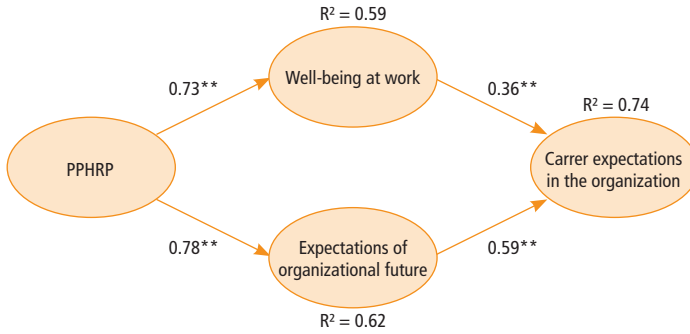 R² = 0.59
Well-being at work
0.73**
0.36**
R² = 0.74
PPHRP
Carrer expectations
in the organization
0.78**
Expectations of
organizational future
0.59**
R² = 0.62